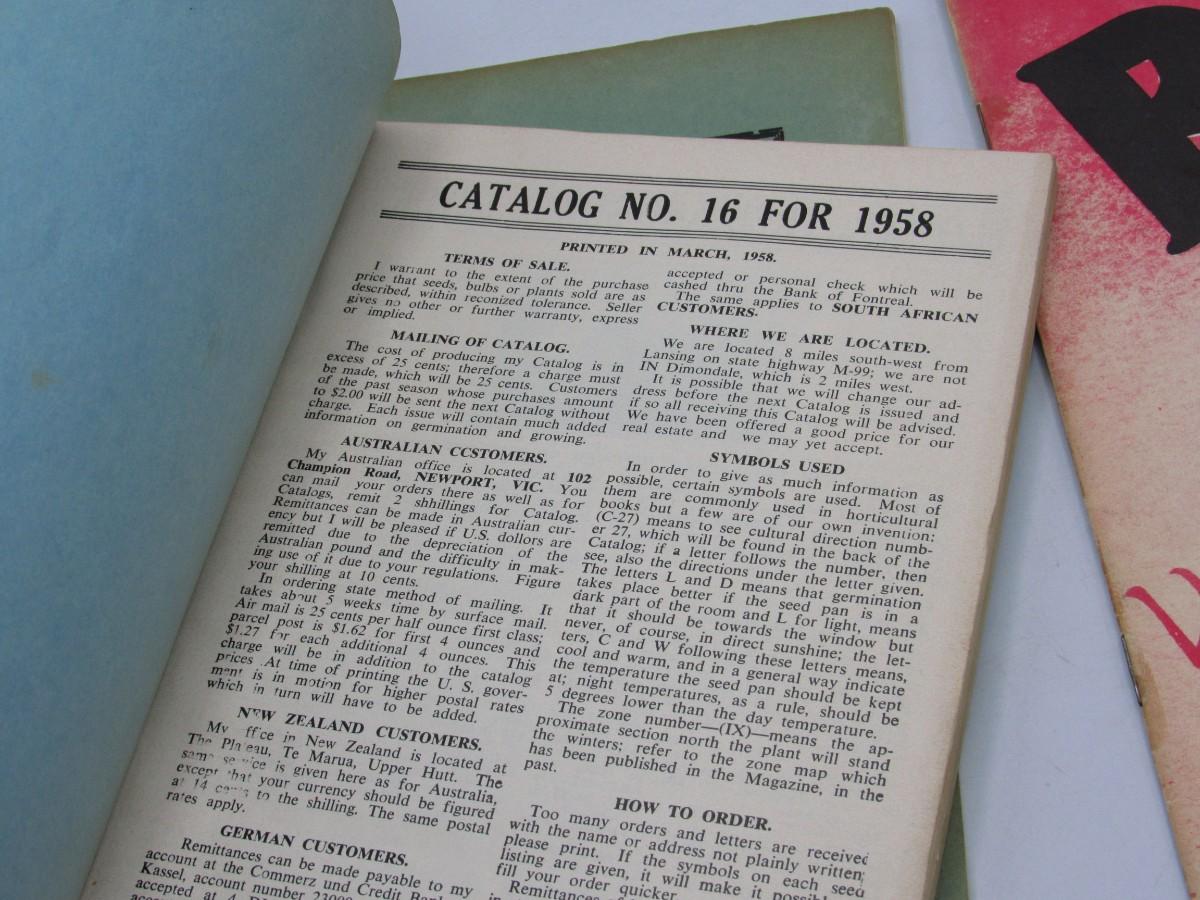 CATALOG NO. 16 FOR 1958
PRINTED IN MARCH, 1958.
TERMS OF SALE.
I warrant to the extent of the purchase
price that seeds, bulbs or plants sold are as
described, within reconized tolerance. Seller
gives no other or further warranty, express
or implied.
MAILING OF CATALOG.
The cost of producing my Catalog is in
excess of 25 cents; therefore a charge must
be made, which will be 25 cents. Customers
of the past season whose purchases amount
to $2.00 will be sent the next Catalog without
charge. Each issue will contain much added
information on germination and growing.
AUSTRALIAN CCSTOMERS.
My Australian office is located at 102
Champion Road, NEWPORT, VIC. You
can mail your orders there as well as for
Catalogs, remit 2 shhillings for Catalog.
Remittances can be made in Australian cur-
ency but I will be pleased if U.S. dollars are
remitted due to the depreciation of the
Australian pound and the difficulty in mak-
ing use of it due to your regulations. Figure
your shilling at 10 cents.
In ordering state method of mailing. It
takes about 5 weeks time by surface mail.
Air mail is 25 cents per half ounce first class;
parcel post is $1.62 for first 4 ounces and
$1.27 for each additional 4 ounces. This
charge will be in addition to the catalog
prices. At time of printing the U. S. gover-
ment is in motion for higher postal rates
which in turn will have to be added.
NEW ZEALAND CUSTOMERS.
My ffice in New Zealand is located at
The Plateau, Te Marua, Upper Hutt. The
same service is given here as for Australia,
except that your currency should be figured
at 14 cents to the shilling. The same postal
rates apply.
GERMAN CUSTOMERS.
Remittances can be made payable to my
account at the Commerz und Credit
Kassel, account number
accepted at 4
accepted or personal check which will be
cashed thru the Bank of Fontreal.
The same applies to SOUTH AFRICAN
CUSTOMERS.
WHERE WE ARE LOCATED.
We are located 8 miles south-west from
Lansing on state highway M-99; we are not
IN Dimondale, which is 2 miles west.
It is possible that we will change our ad-
dress before the next Catalog is issued and
if so all receiving this Catalog will be advised.
We have been offered a good price for our
real estate and we may yet accept.
SYMBOLS USED
In order to give as much information as
possible, certain symbols are used. Most of
them are commonly used in horticultural
books but a few are of our own invention:
(C-27) means to see cultural direction numb-
er 27, which will be found in the back of the
Catalog; if a letter follows the number, then
see, also the directions under the letter given.
The letters L and D means that germination
takes place better if the seed pan is in a
dark part of the room and L for light, means
that it should be towards the window but
never, of course, in direct sunshine; the let-
ters, C and W following these letters means,
cool and warm, and in a general way indicate
the temperature the seed pan should be kept
at; night temperatures, as a rule, should be
5 degrees lower than the day temperature.
The zone number—(IX)—means the ap-
proximate section north the plant will stand
the winters; refer to the zone map which
has been published in the Magazine, in the
past.
HOW TO ORDER.
Too many orders and letters are received
with the name or address not plainly written;
please print. If the symbols on each seed
listing are given, it will make it possible
fill your order quicker.
Remittances